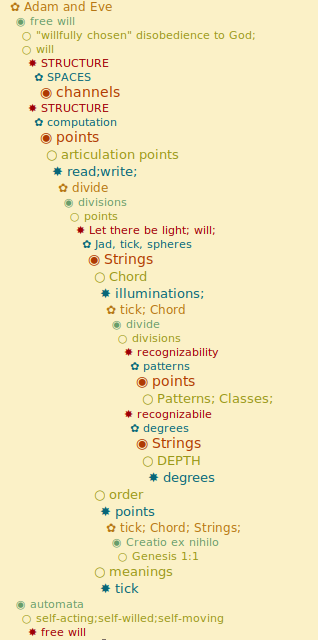 Adam and Eve
free will
"willfully chosen" disobedience to God;
will
STRUCTURE
SPACES
channels
STRUCTURE
computation
points
articulation points
read;write;
divide
divisions
points
Let there be light; will;
Jad, tick, spheres
Strings
Chord
illuminations;
tick; Chord
divide
divisions
recognizability
patterns
points
Patterns; Classes;
recognizabile
degrees
Strings
DEPTH
degrees
order
points
tick; Chord; Strings;
Creatio ex nihilo
Genesis 1:1
meanings
tick
automata
self-acting;self-willed;self-moving
free will